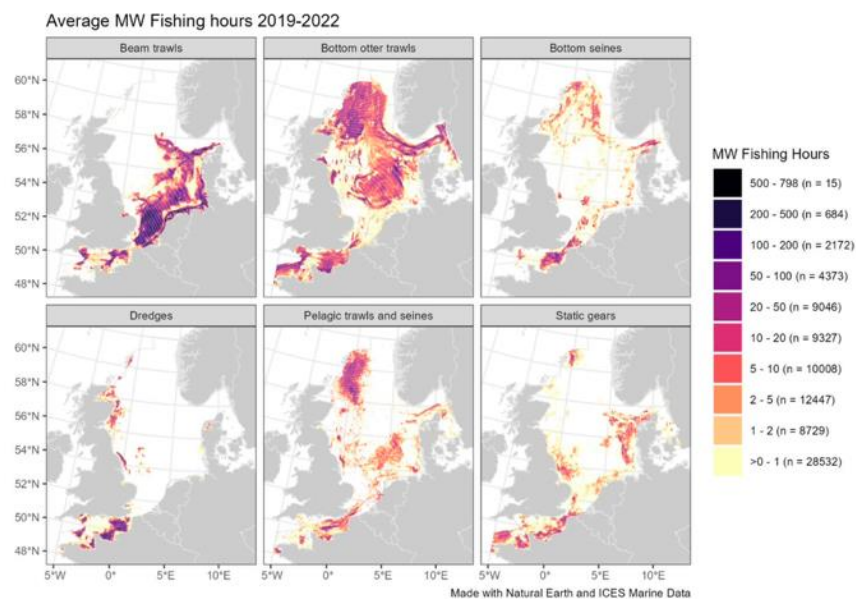 Average MW Fishing hours 2019-2022
Beam trawls
Bottom otter trawls
Bottom seines
60°N
58°N
56°N
54°N
52°N
50°N
48°N
Dredges
Pelagic trawls and seines
Static gears
60°N
58°N
56°N
54°N
52°N
50°N
48°N
5°W 0° 5°E 10°E
5°W 0° 5°E 10°E
5°W 0° 5°E 10°E
MW Fishing Hours
500 - 798 (n = 15)
200 - 500 (n = 684)
100 - 200 (n = 2172)
50 - 100 (n = 4373)
20 - 50 (n = 9046)
10 - 20 (n = 9327)
5 - 10 (n = 10008)
2 - 5 (n = 12447)
1 - 2 (n = 8729)
>0 - 1 (n = 28532)
Made with Natural Earth and ICES Marine Data